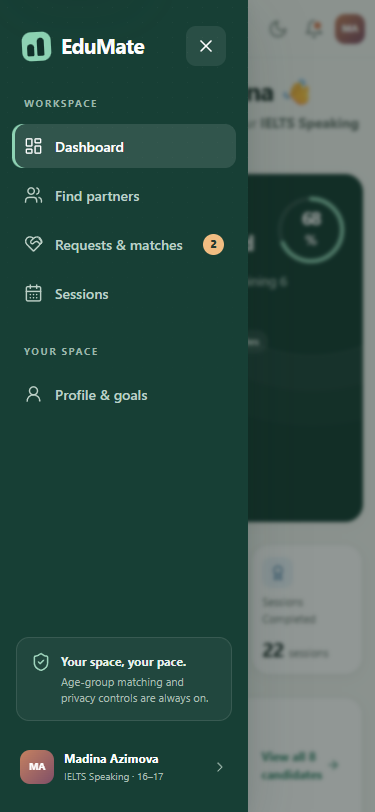 EduMate
WORKSPACE
Dashboard
Find partners
Requests & matches 2
Sessions
YOUR SPACE
Profile & goals
Your space, your pace.
Age-group matching and
privacy controls are always on.
MA
Madina Azimova
IELTS Speaking · 16–17
na 👋
IELTS Speaking
68
%
Sessions
Completed
22 sessions
View all 8
candidates